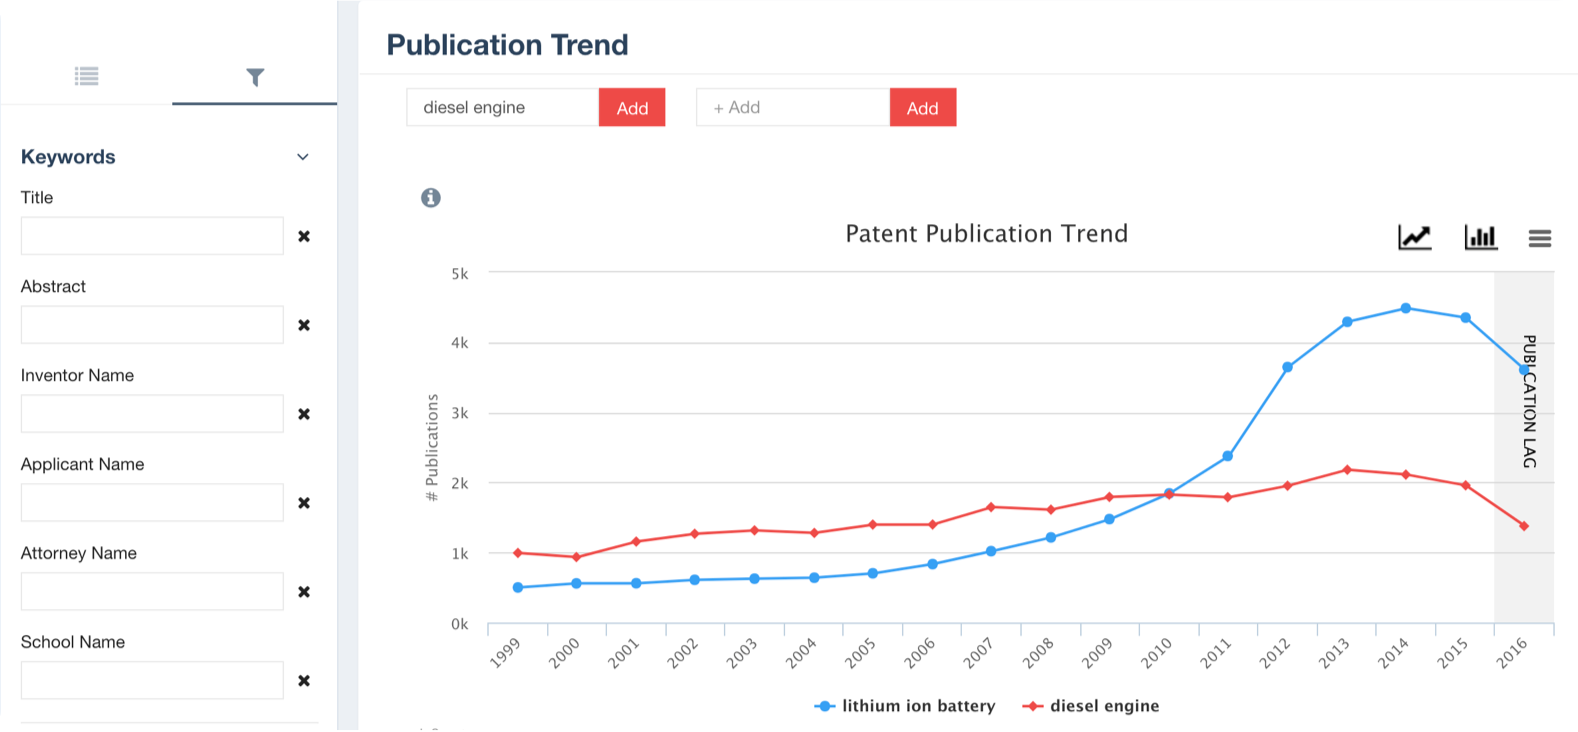 Publication Trend
diesel engine
Add
+ Add
Add
Keywords
Title
Abstract
Inventor Name
Applicant Name
Attorney Name
School Name
Patent Publication Trend
# Publications
5k
4k
3k
2k
1k
0k
PUBLICATION LAG
1999
2000
2001
2002
2003
2004
2005
2006
2007
2008
2009
2010
2011
2012
2013
2014
2015
2016
lithium ion battery
diesel engine